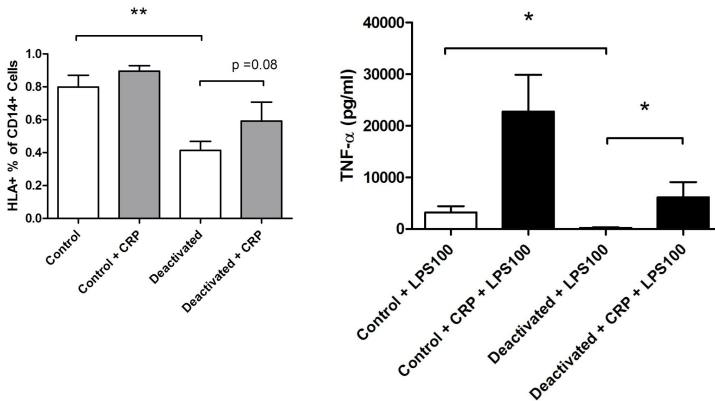 **
p =0.08
HLA+ % of CD14+ Cells
1.0
0.8
0.6
0.4
0.2
0.0
Control
Control + CRP
Deactivated
Deactivated + CRP
*
*
TNF-α (pg/ml)
40000
30000
20000
10000
0
Control + LPS100
Control + CRP + LPS100
Deactivated + LPS100
Deactivated + CRP + LPS100